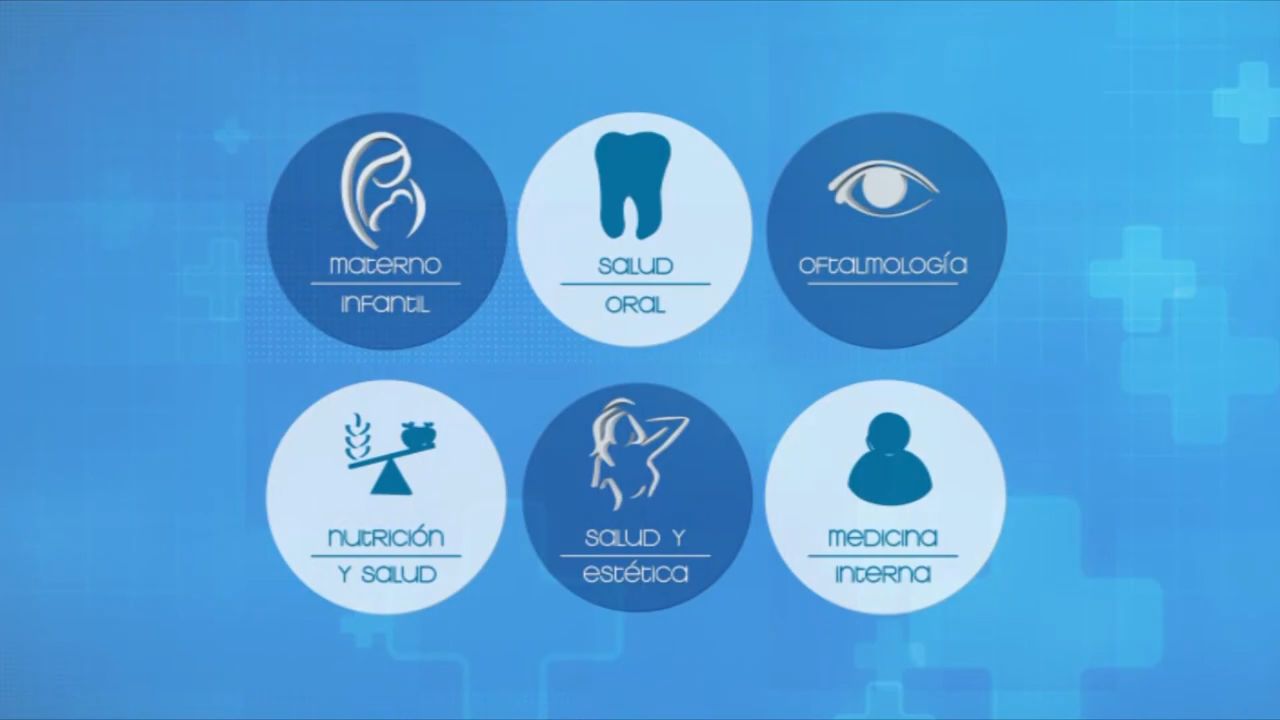 Materno
Infantil
Salud
Oral
Oftalmología
Nutrición
y Salud
Salud y
Estética
Medicina
Interna